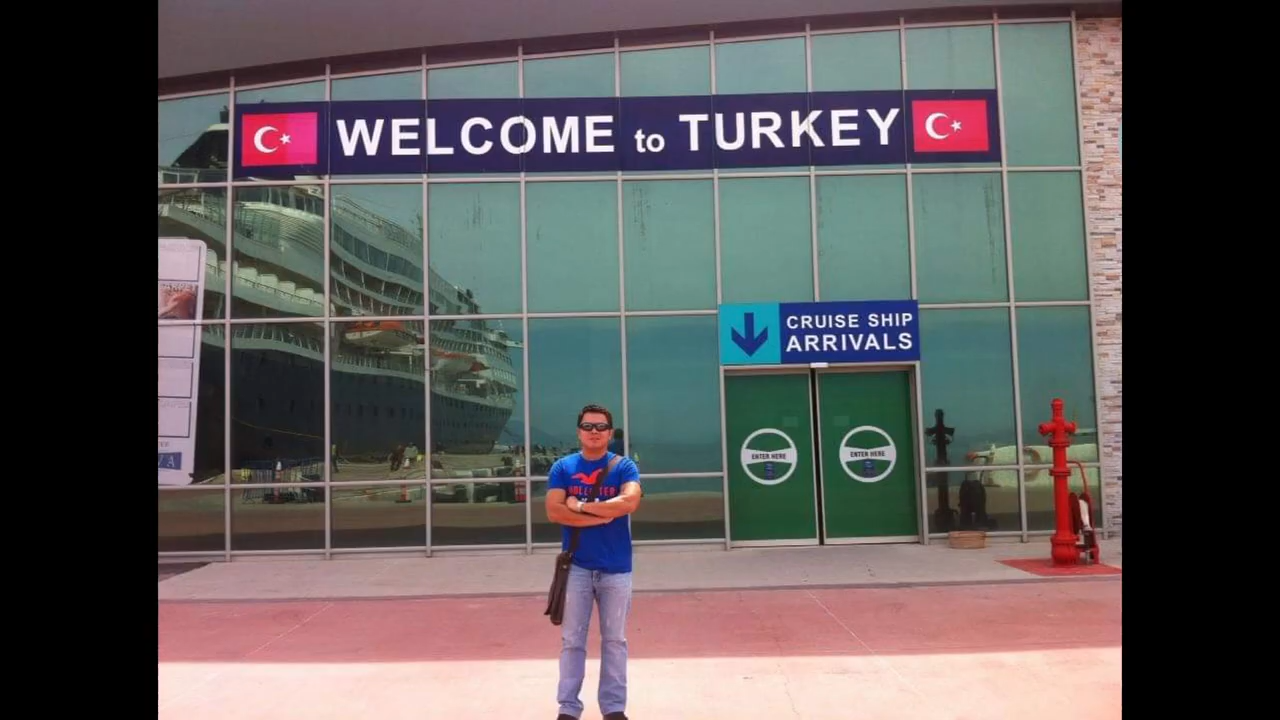 WELCOME to TURKEY
CRUISE SHIP
ARRIVALS
ENTER HERE
ENTER HERE